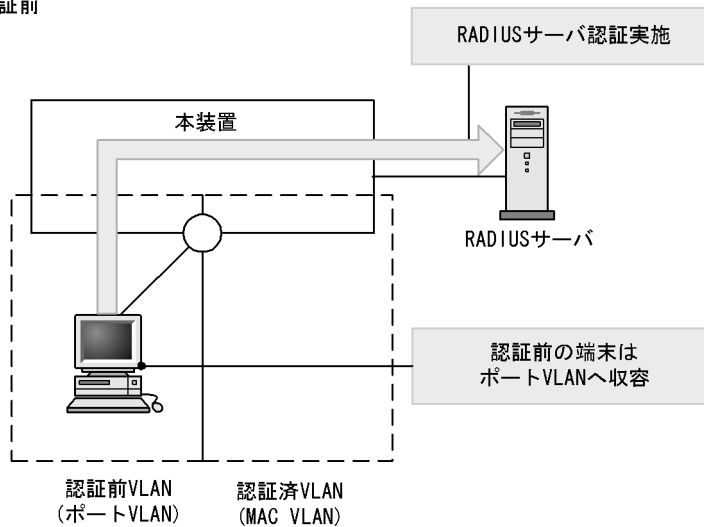 証前
RADIUSサーバ認証実施
本装置
RADIUSサーバ
認証前の端末は
ポートVLANへ収容
認証前VLAN
(ポートVLAN)
認証済VLAN
(MAC VLAN)